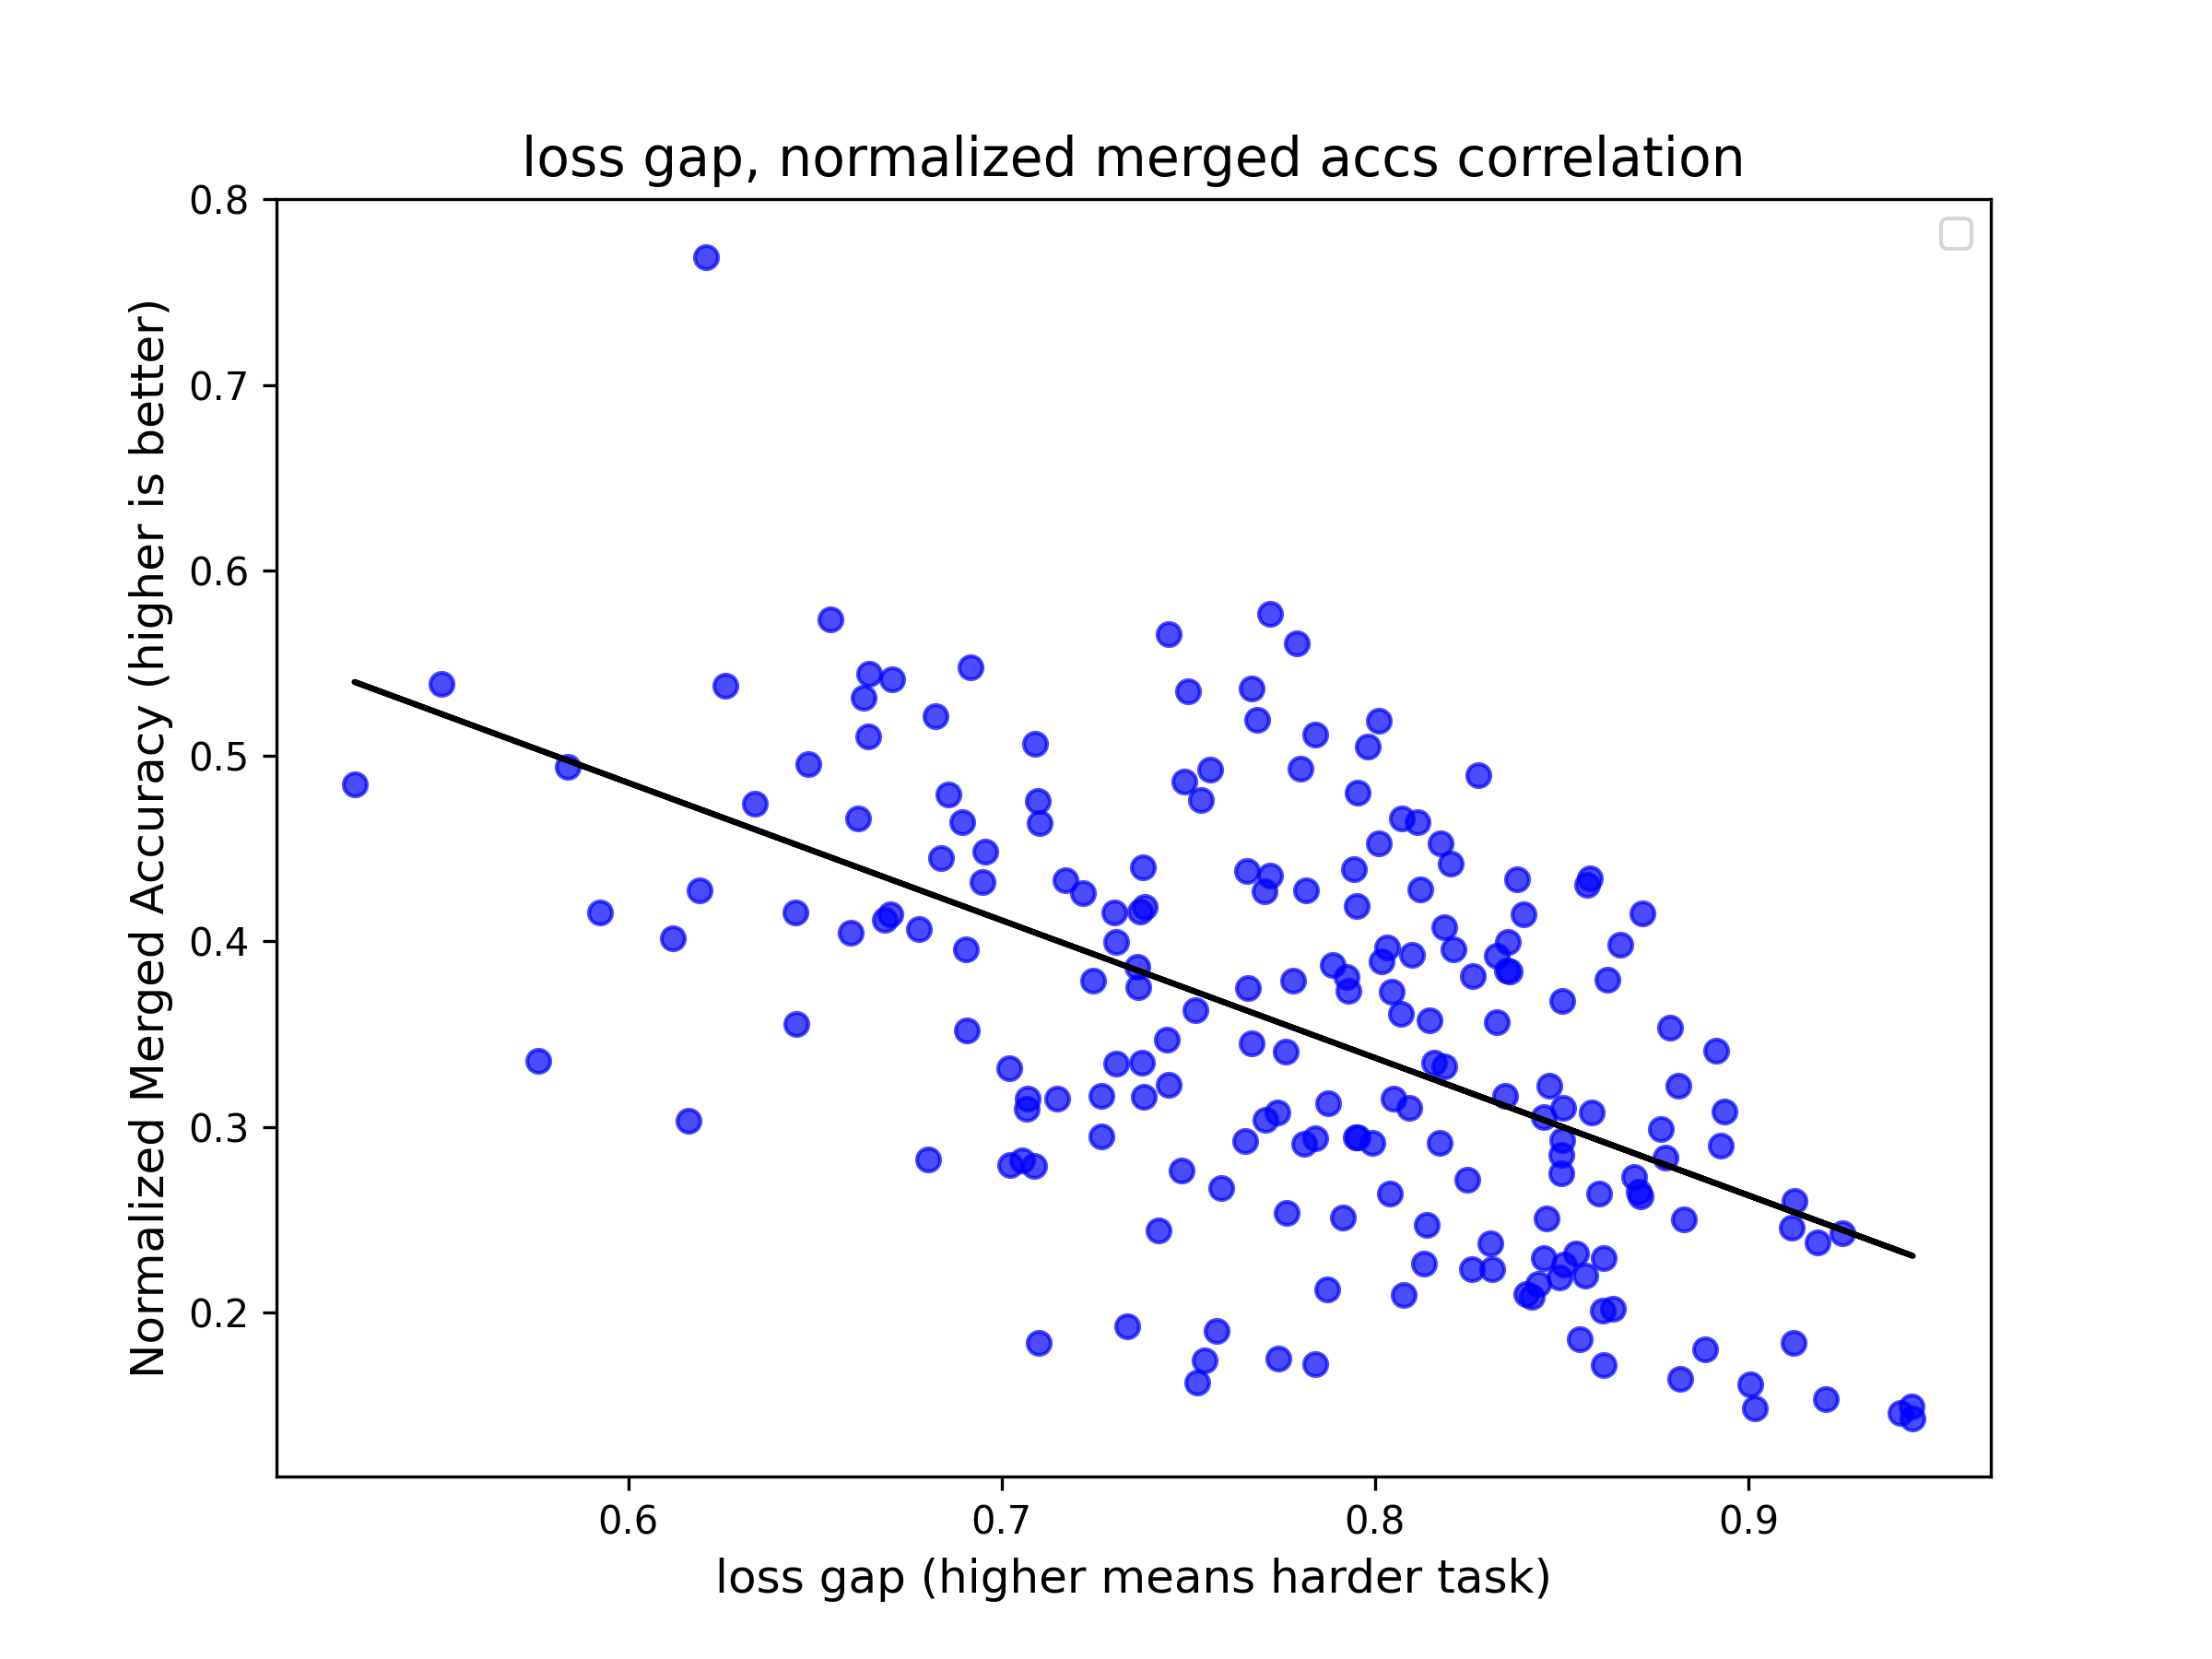 loss gap, normalized merged accs correlation
Normalized Merged Accuracy (higher is better)
0.8
0.7
0.6
0.5
0.4
0.3
0.2
0.6 0.7 0.8 0.9
loss gap (higher means harder task)